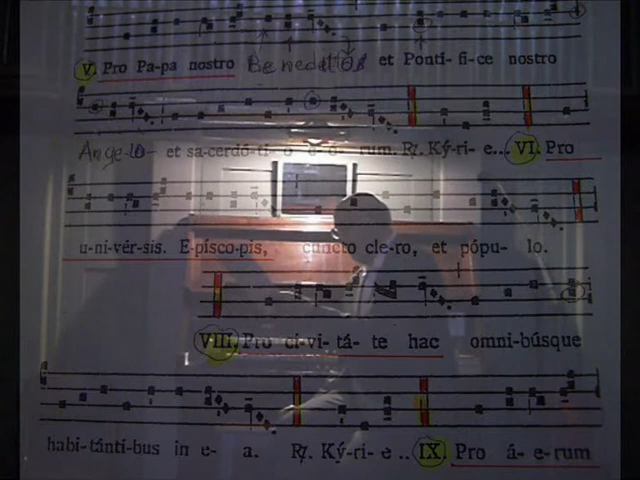 V. Pro Pa-pa nostro Benedicto et Ponti-fi-ce nostro
Angelo et sa-cerdó-ti- o é- ó- rum. R. Ký-ri- e... VI. Pro
u-ni-vér-sis. E-písco-pis, cuncto cle-ro, et pópu- lo.
VIII. Pro ci-vi-tá- te hac omni-búsque
habi-tánti-bus in e- a. R. Ký-ri- e .. IX. Pro á- e-rum